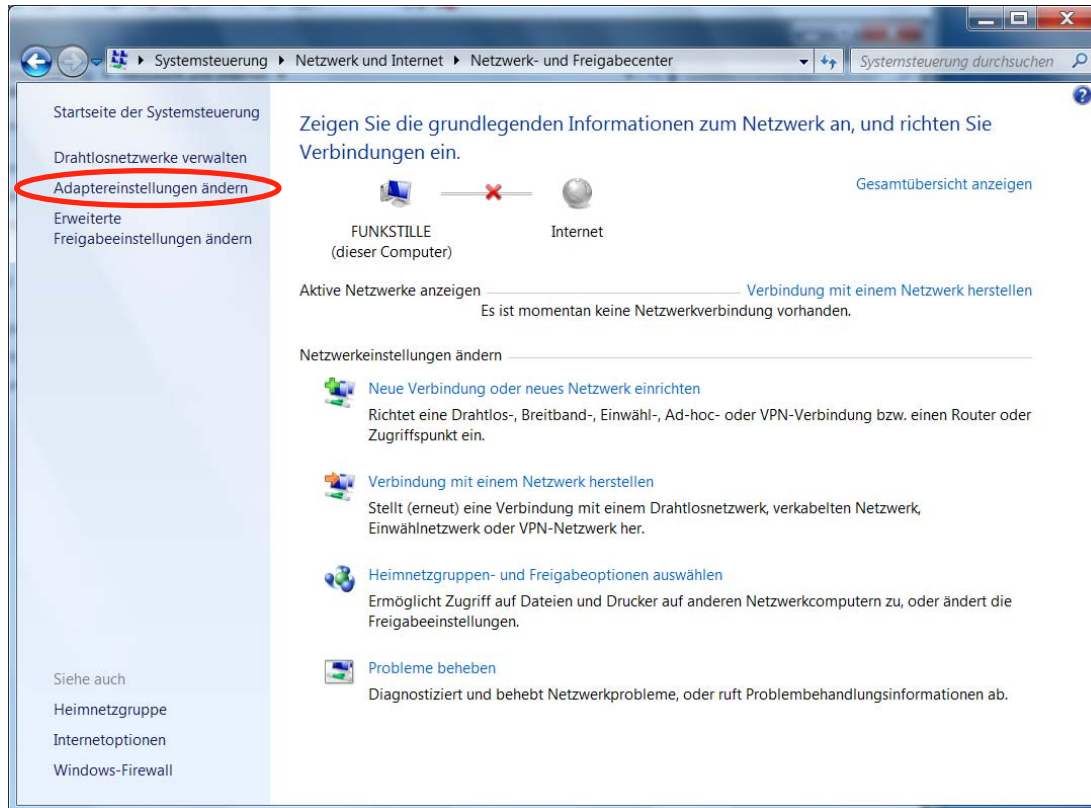 Systemsteuerung ▸ Netzwerk und Internet ▸ Netzwerk- und Freigabecenter
Systemsteuerung durchsuchen
Startseite der Systemsteuerung
Drahtlosnetzwerke verwalten
Adaptereinstellungen ändern
Erweiterte
Freigabeeinstellungen ändern
Zeigen Sie die grundlegenden Informationen zum Netzwerk an, und richten Sie
Verbindungen ein.
Gesamtübersicht anzeigen
FUNKSTILLE
(dieser Computer)
Internet
Aktive Netzwerke anzeigen
Verbindung mit einem Netzwerk herstellen
Es ist momentan keine Netzwerkverbindung vorhanden.
Netzwerkeinstellungen ändern
Neue Verbindung oder neues Netzwerk einrichten
Richtet eine Drahtlos-, Breitband-, Einwähl-, Ad-hoc- oder VPN-Verbindung bzw. einen Router oder
Zugriffspunkt ein.
Verbindung mit einem Netzwerk herstellen
Stellt (erneut) eine Verbindung mit einem Drahtlosnetzwerk, verkabelten Netzwerk,
Einwählnetzwerk oder VPN-Netzwerk her.
Heimnetzgruppen- und Freigabeoptionen auswählen
Ermöglicht Zugriff auf Dateien und Drucker auf anderen Netzwerkcomputern zu, oder ändert die
Freigabeeinstellungen.
Probleme beheben
Diagnostiziert und behebt Netzwerkprobleme, oder ruft Problembehandlungsinformationen ab.
Siehe auch
Heimnetzgruppe
Internetoptionen
Windows-Firewall